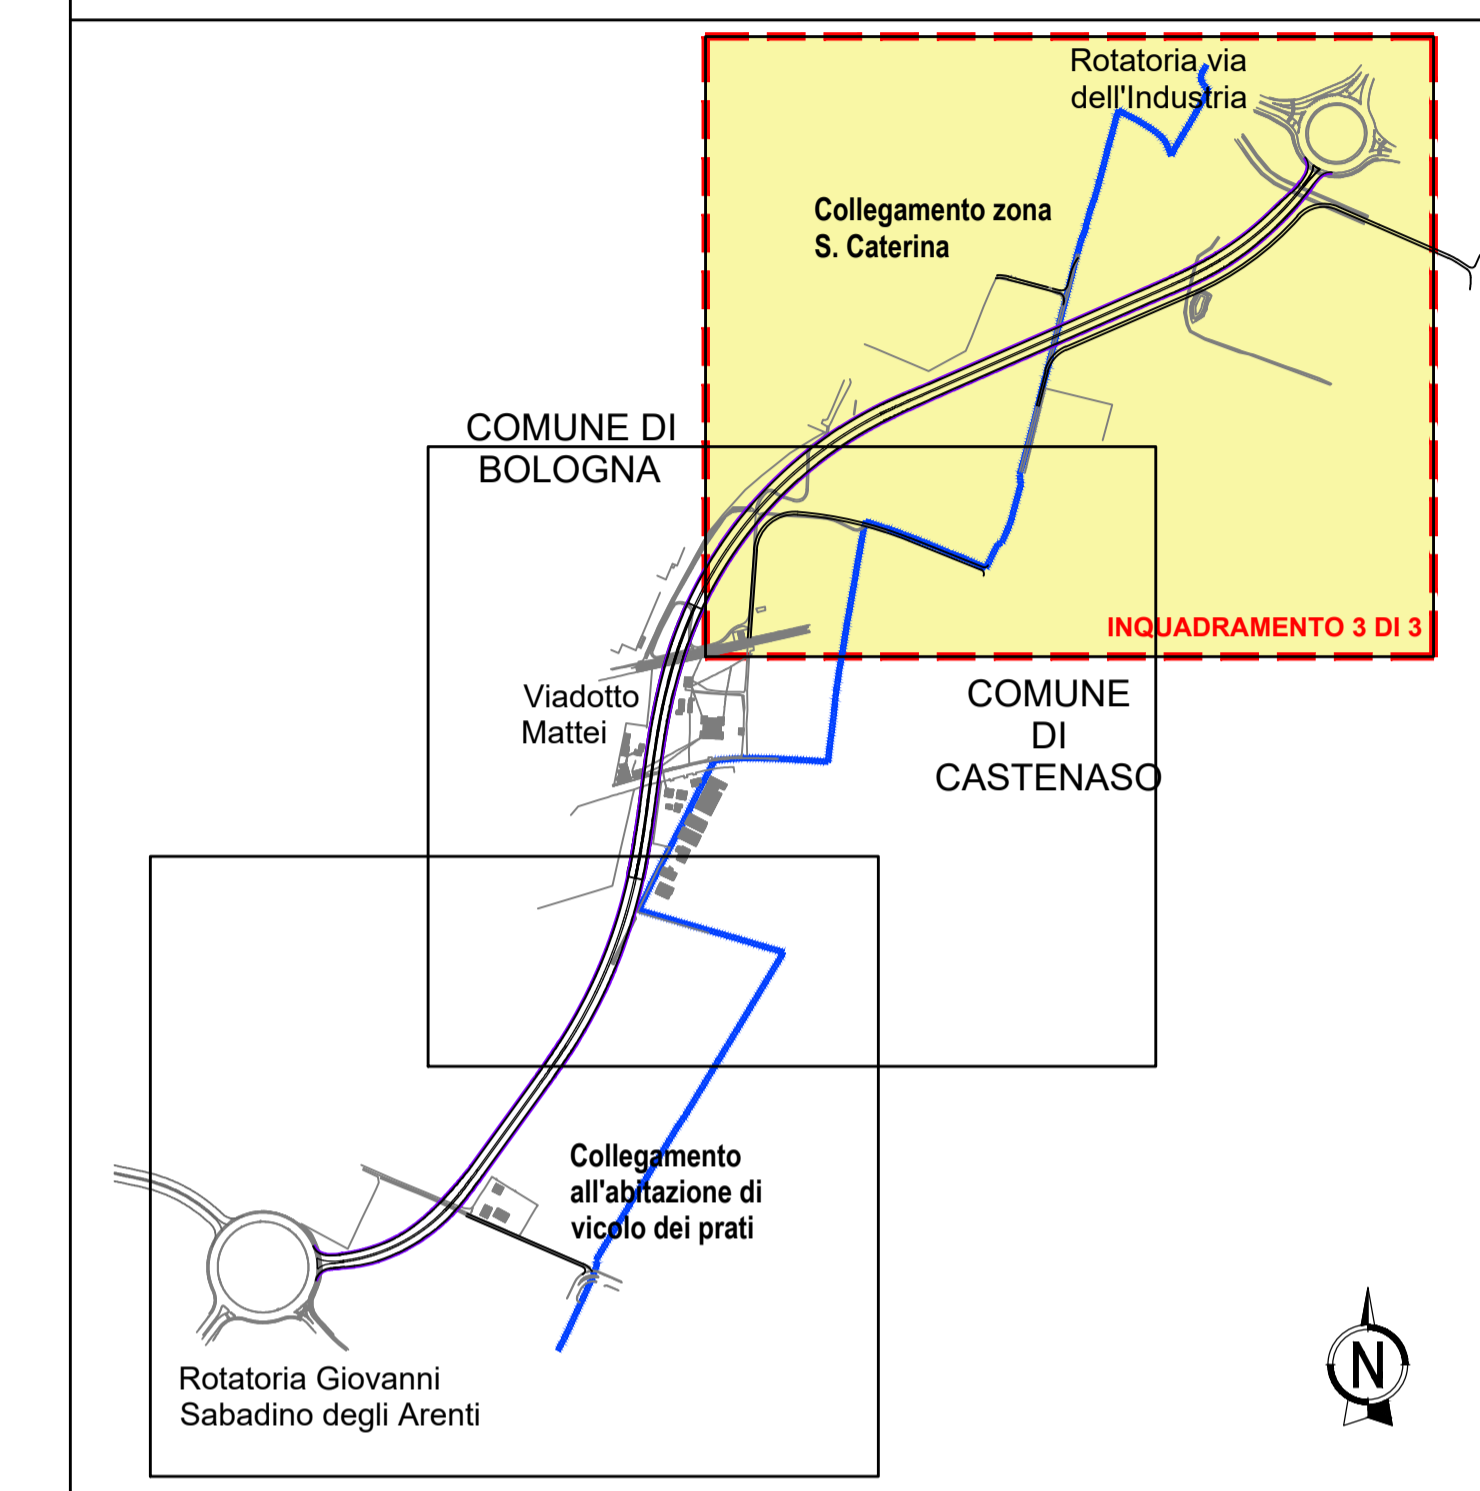 Rotatoria via
dell'Industria
Collegamento zona
S. Caterina
COMUNE DI
BOLOGNA
INQUADRAMENTO 3 DI 3
Viadotto
Mattei
COMUNE
DI
CASTENASO
Collegamento
all'abitazione di
vicolo dei prati
Rotatoria Giovanni
Sabadino degli Arenti
N